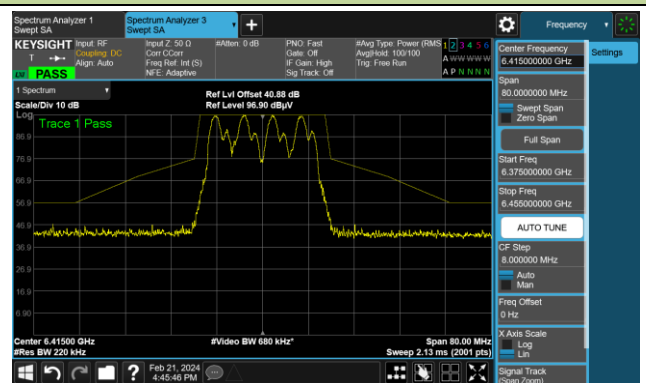 Spectrum Analyzer 1
Swept SA
Spectrum Analyzer 3
Swept SA
Frequency
KEYSIGHT
Input: RF
Coupling: DC
Align: Auto
Input Z: 50 Ω
Corr CCorr
Freq Ref: Int (S)
NFE: Adaptive
#Atten: 0 dB
PNO: Fast
Gate: Off
IF Gain: High
Sig Track: Off
#Avg Type: Power (RMS
Avg|Hold: 100/100
Trig: Free Run
1 2 3 4 5 6
A W W W W W
A P N N N N
PASS
1 Spectrum
Scale/Div 10 dB
Ref Lvl Offset 40.88 dB
Ref Level 96.90 dBµV
Log
Trace 1 Pass
86.9
76.9
66.9
56.9
46.9
36.9
26.9
16.9
6.90
Center 6.41500 GHz
#Res BW 220 kHz
#Video BW 680 kHz*
Span 80.00 MHz
Sweep 2.13 ms (2001 pts)
Feb 21, 2024
4:45:46 PM
Center Frequency
6.415000000 GHz
Settings
Span
80.0000000 MHz
Swept Span
Zero Span
Full Span
Start Freq
6.375000000 GHz
Stop Freq
6.455000000 GHz
AUTO TUNE
CF Step
8.000000 MHz
Auto
Man
Freq Offset
0 Hz
X Axis Scale
Log
Lin
Signal Track
(Span Zoom)